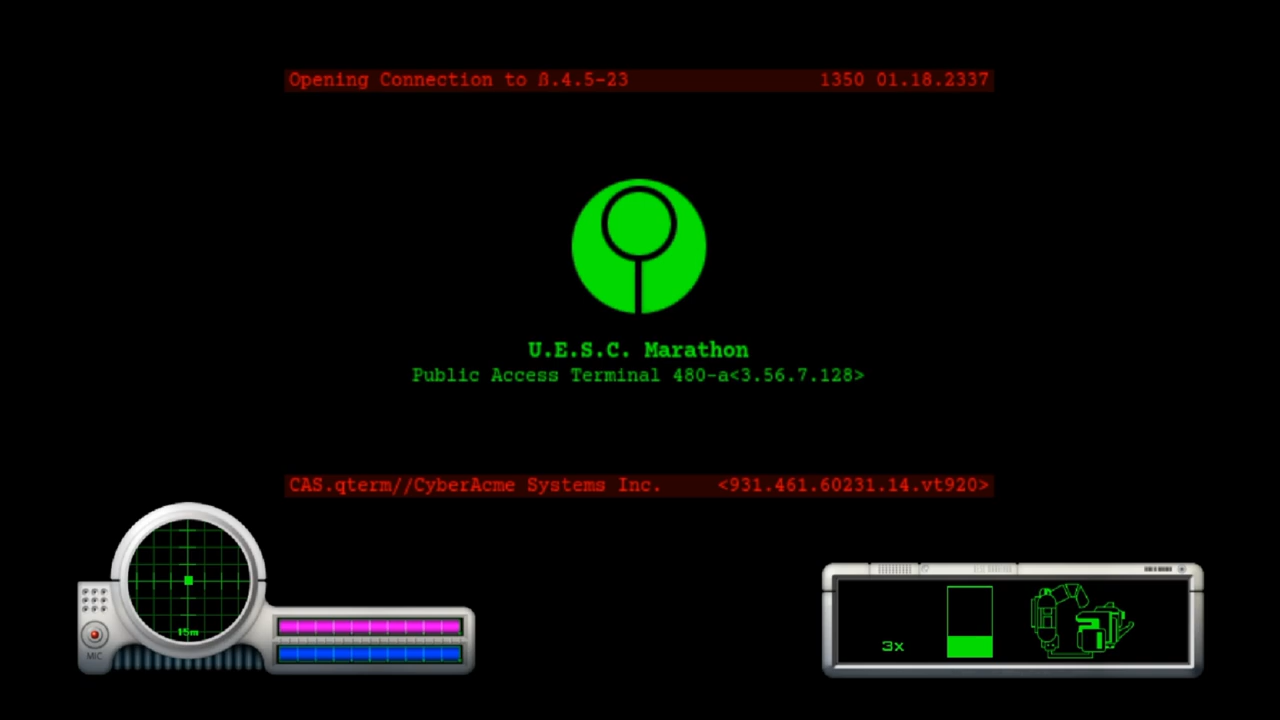 Opening Connection to ß.4.5-23 1350 01.18.2337
U.E.S.C. Marathon
Public Access Terminal 480-a<3.56.7.128>
CAS.qterm//CyberAcme Systems Inc. <931.461.60231.14.vt920>
15m
MIC
3x